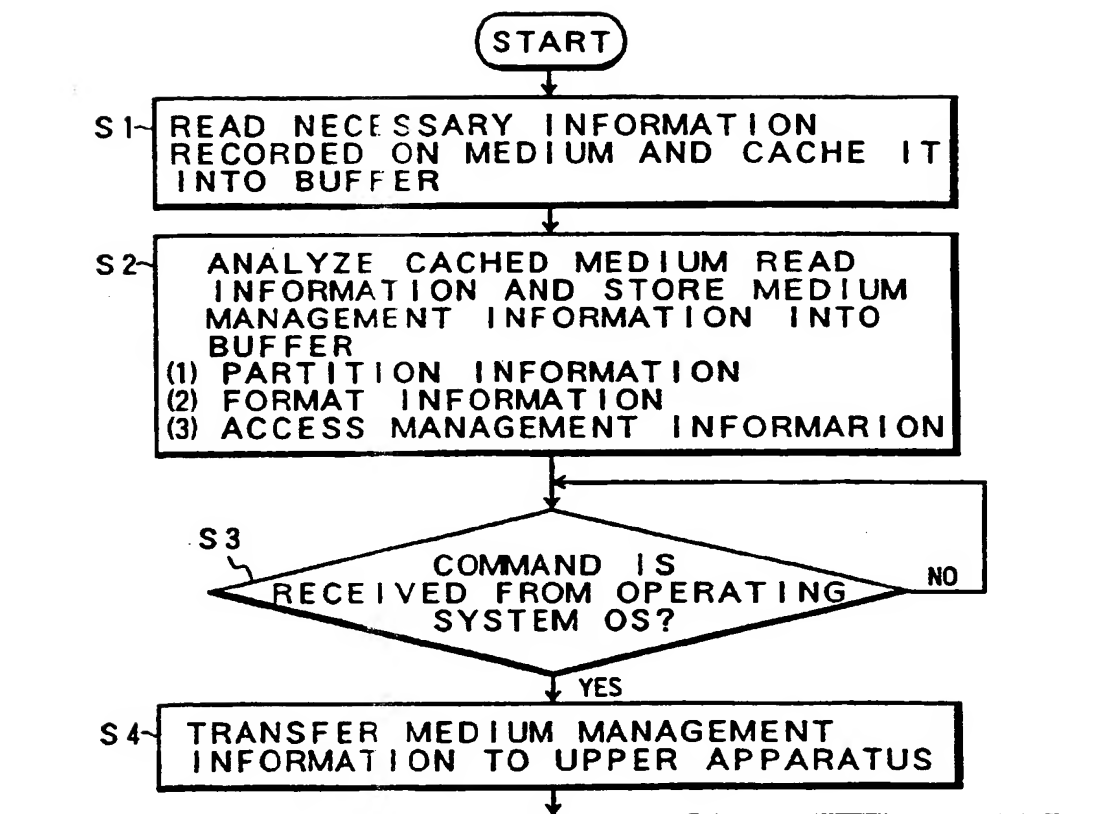 START
S1
READ NECESSARY INFORMATION
RECORDED ON MEDIUM AND CACHE IT
INTO BUFFER
S2
ANALYZE CACHED MEDIUM READ
INFORMATION AND STORE MEDIUM
MANAGEMENT INFORMATION INTO
BUFFER
(1) PARTITION INFORMATION
(2) FORMAT INFORMATION
(3) ACCESS MANAGEMENT INFORMARION
S3
COMMAND IS
RECEIVED FROM OPERATING
SYSTEM OS?
NO
YES
S4
TRANSFER MEDIUM MANAGEMENT
INFORMATION TO UPPER APPARATUS